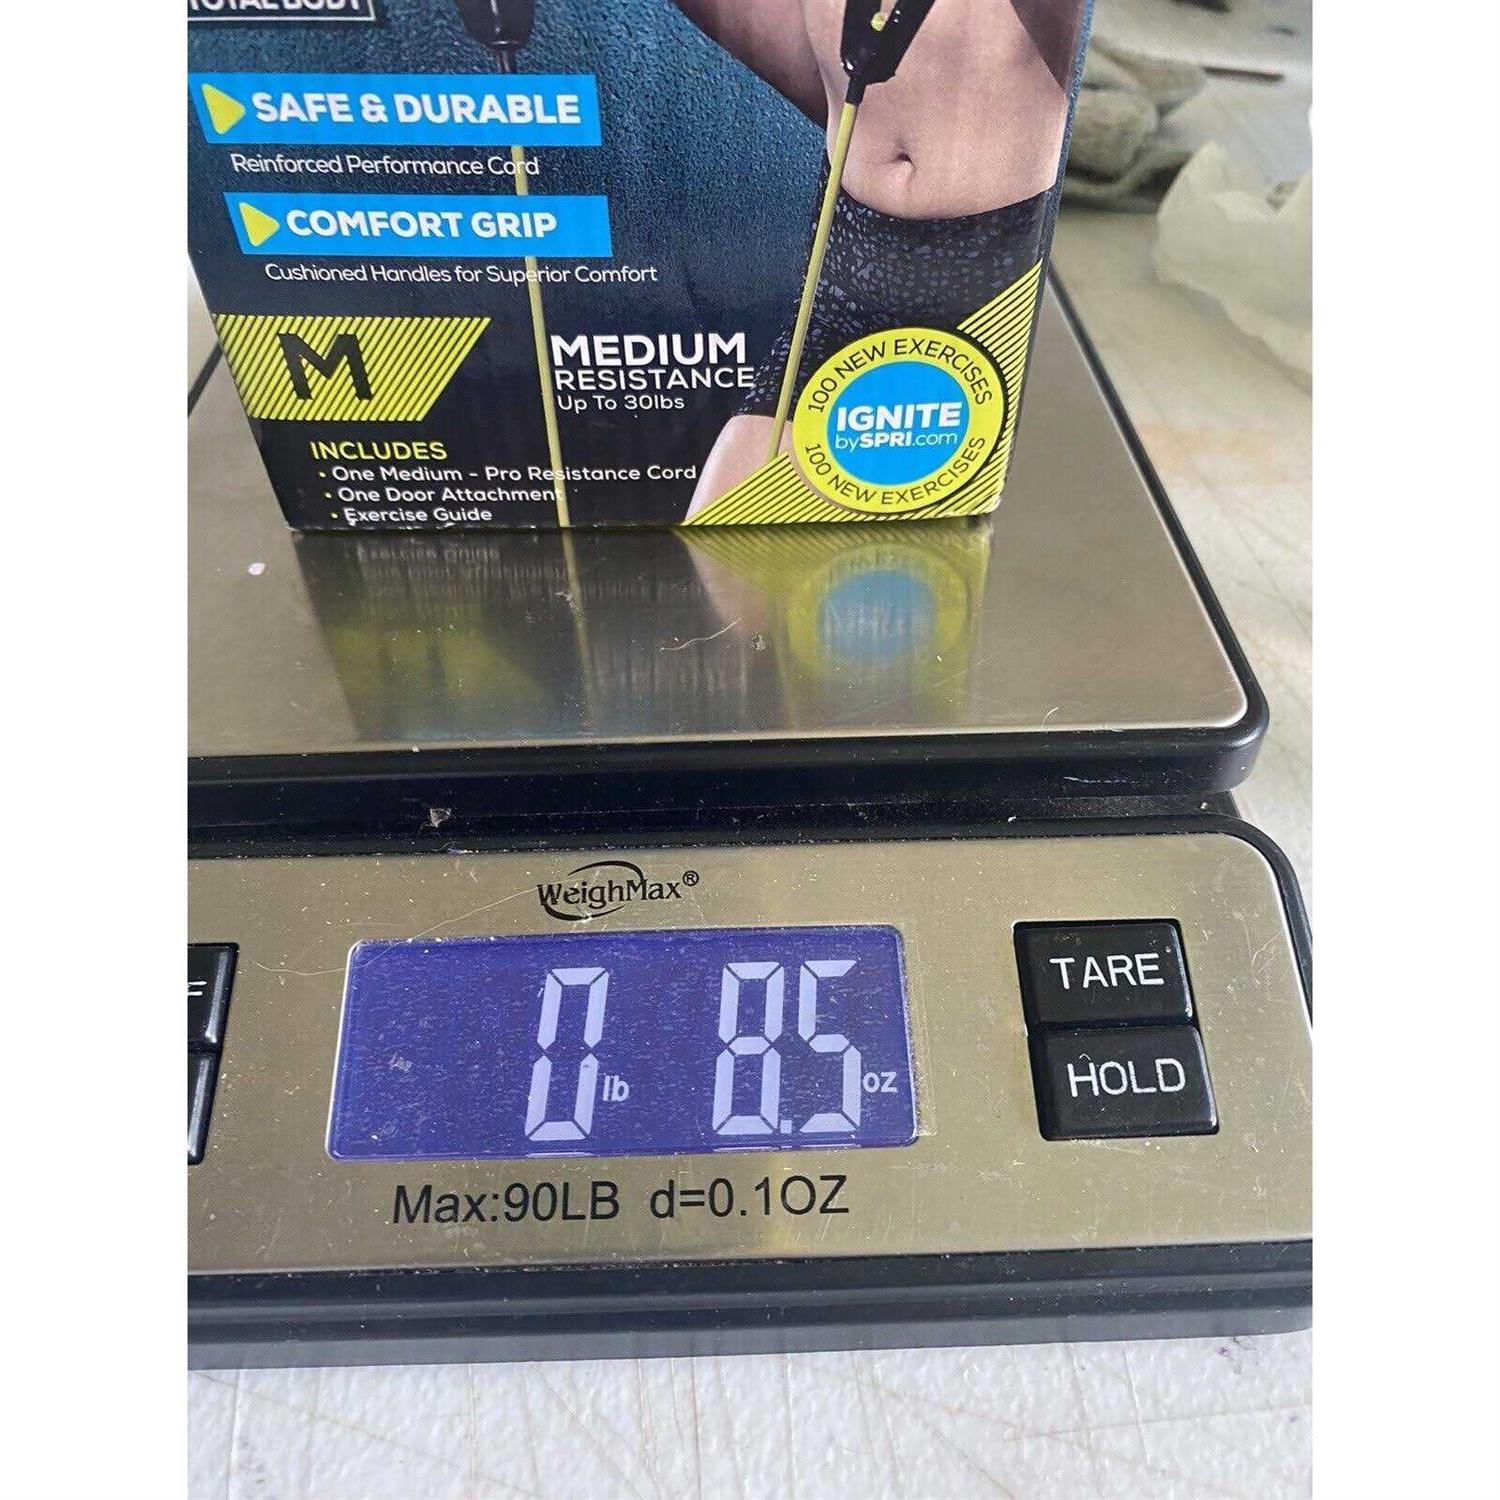 TOTAL BODY
SAFE & DURABLE
Reinforced Performance Cord
COMFORT GRIP
Cushioned Handles for Superior Comfort
M
MEDIUM
RESISTANCE
Up To 30lbs
INCLUDES
• One Medium - Pro Resistance Cord
• One Door Attachment
• Exercise Guide
100 NEW EXERCISES
IGNITE
bySPRI.com
100 NEW EXERCISES
WeighMax®
0 lb 8.5 oz
TARE
HOLD
Max:90LB d=0.1OZ